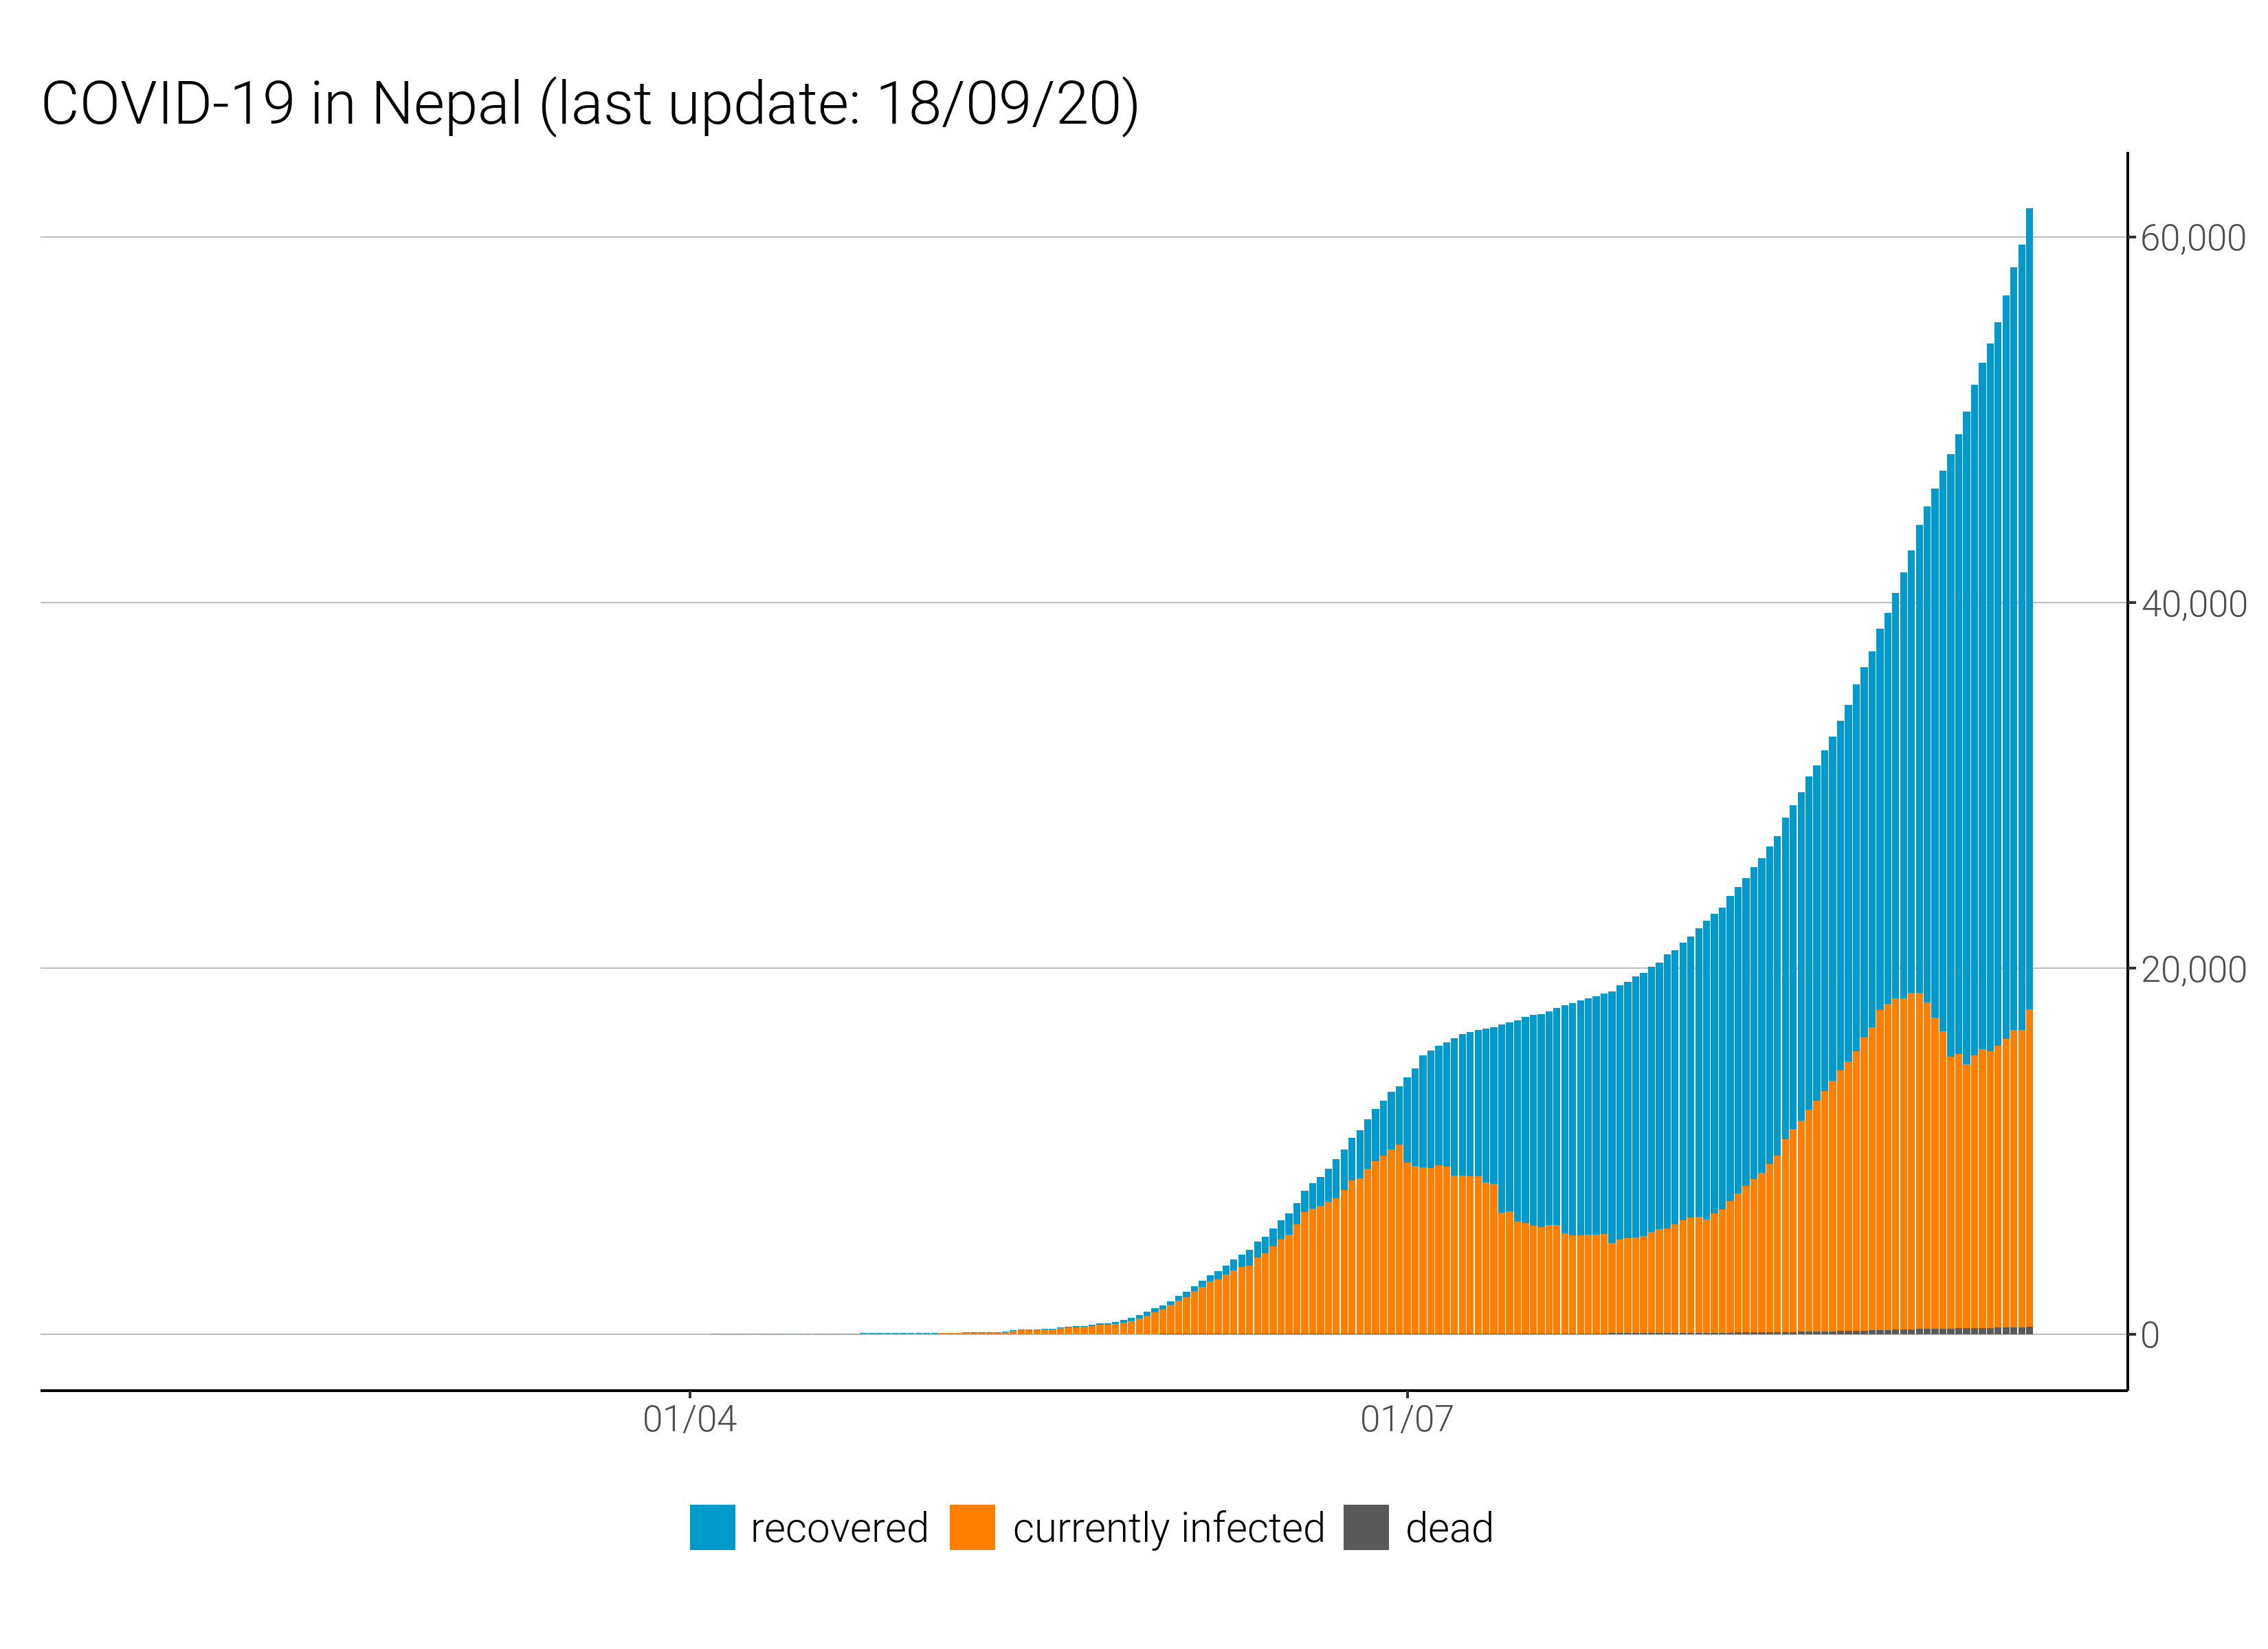 COVID-19 in Nepal (last update: 18/09/20)
60,000
40,000
20,000
0
01/04 01/07
recovered currently infected dead